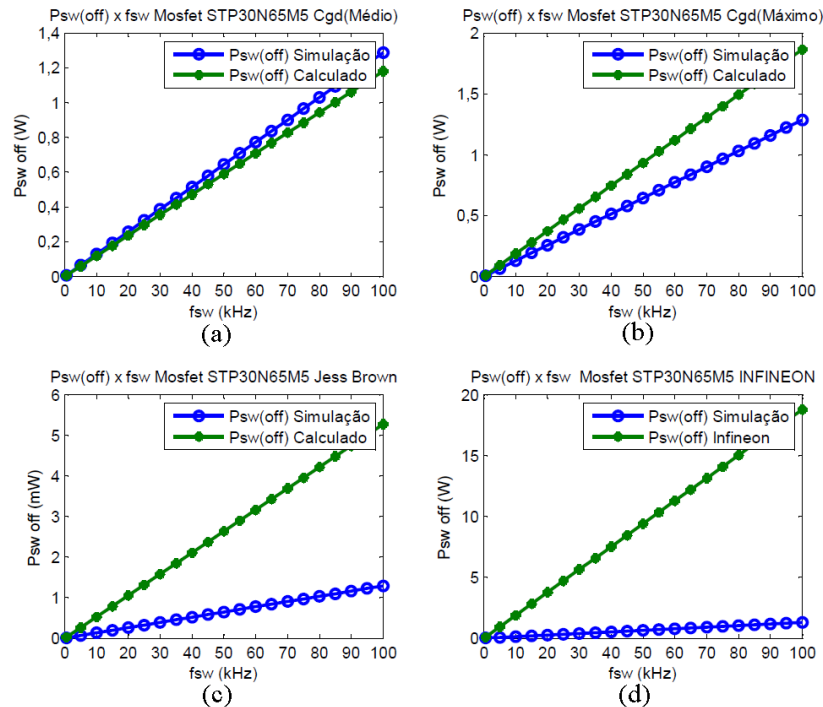 Psw(off) x fsw Mosfet STP30N65M5 Cgd(Médio)
1,4
1,2
1
0,8
0,6
0,4
0,2
0
Psw off (W)
Psw(off) Simulação
Psw(off) Calculado
0 10 20 30 40 50 60 70 80 90 100
fsw (kHz)
(a)
Psw(off) x fsw Mosfet STP30N65M5 Cgd(Máximo)
2
1,5
1
0,5
0
Psw off (W)
Psw(off) Simulação
Psw(off) Calculado
0 10 20 30 40 50 60 70 80 90 100
fsw (kHz)
(b)
Psw(off) x fsw Mosfet STP30N65M5 Jess Brown
6
5
4
3
2
1
0
Psw off (mW)
Psw(off) Simulação
Psw(off) Calculado
0 10 20 30 40 50 60 70 80 90 100
fsw (kHz)
(c)
Psw(off) x fsw Mosfet STP30N65M5 INFINEON
20
15
10
5
0
Psw off (W)
Psw(off) Simulação
Psw(off) Infineon
0 10 20 30 40 50 60 70 80 90 100
fsw (kHz)
(d)